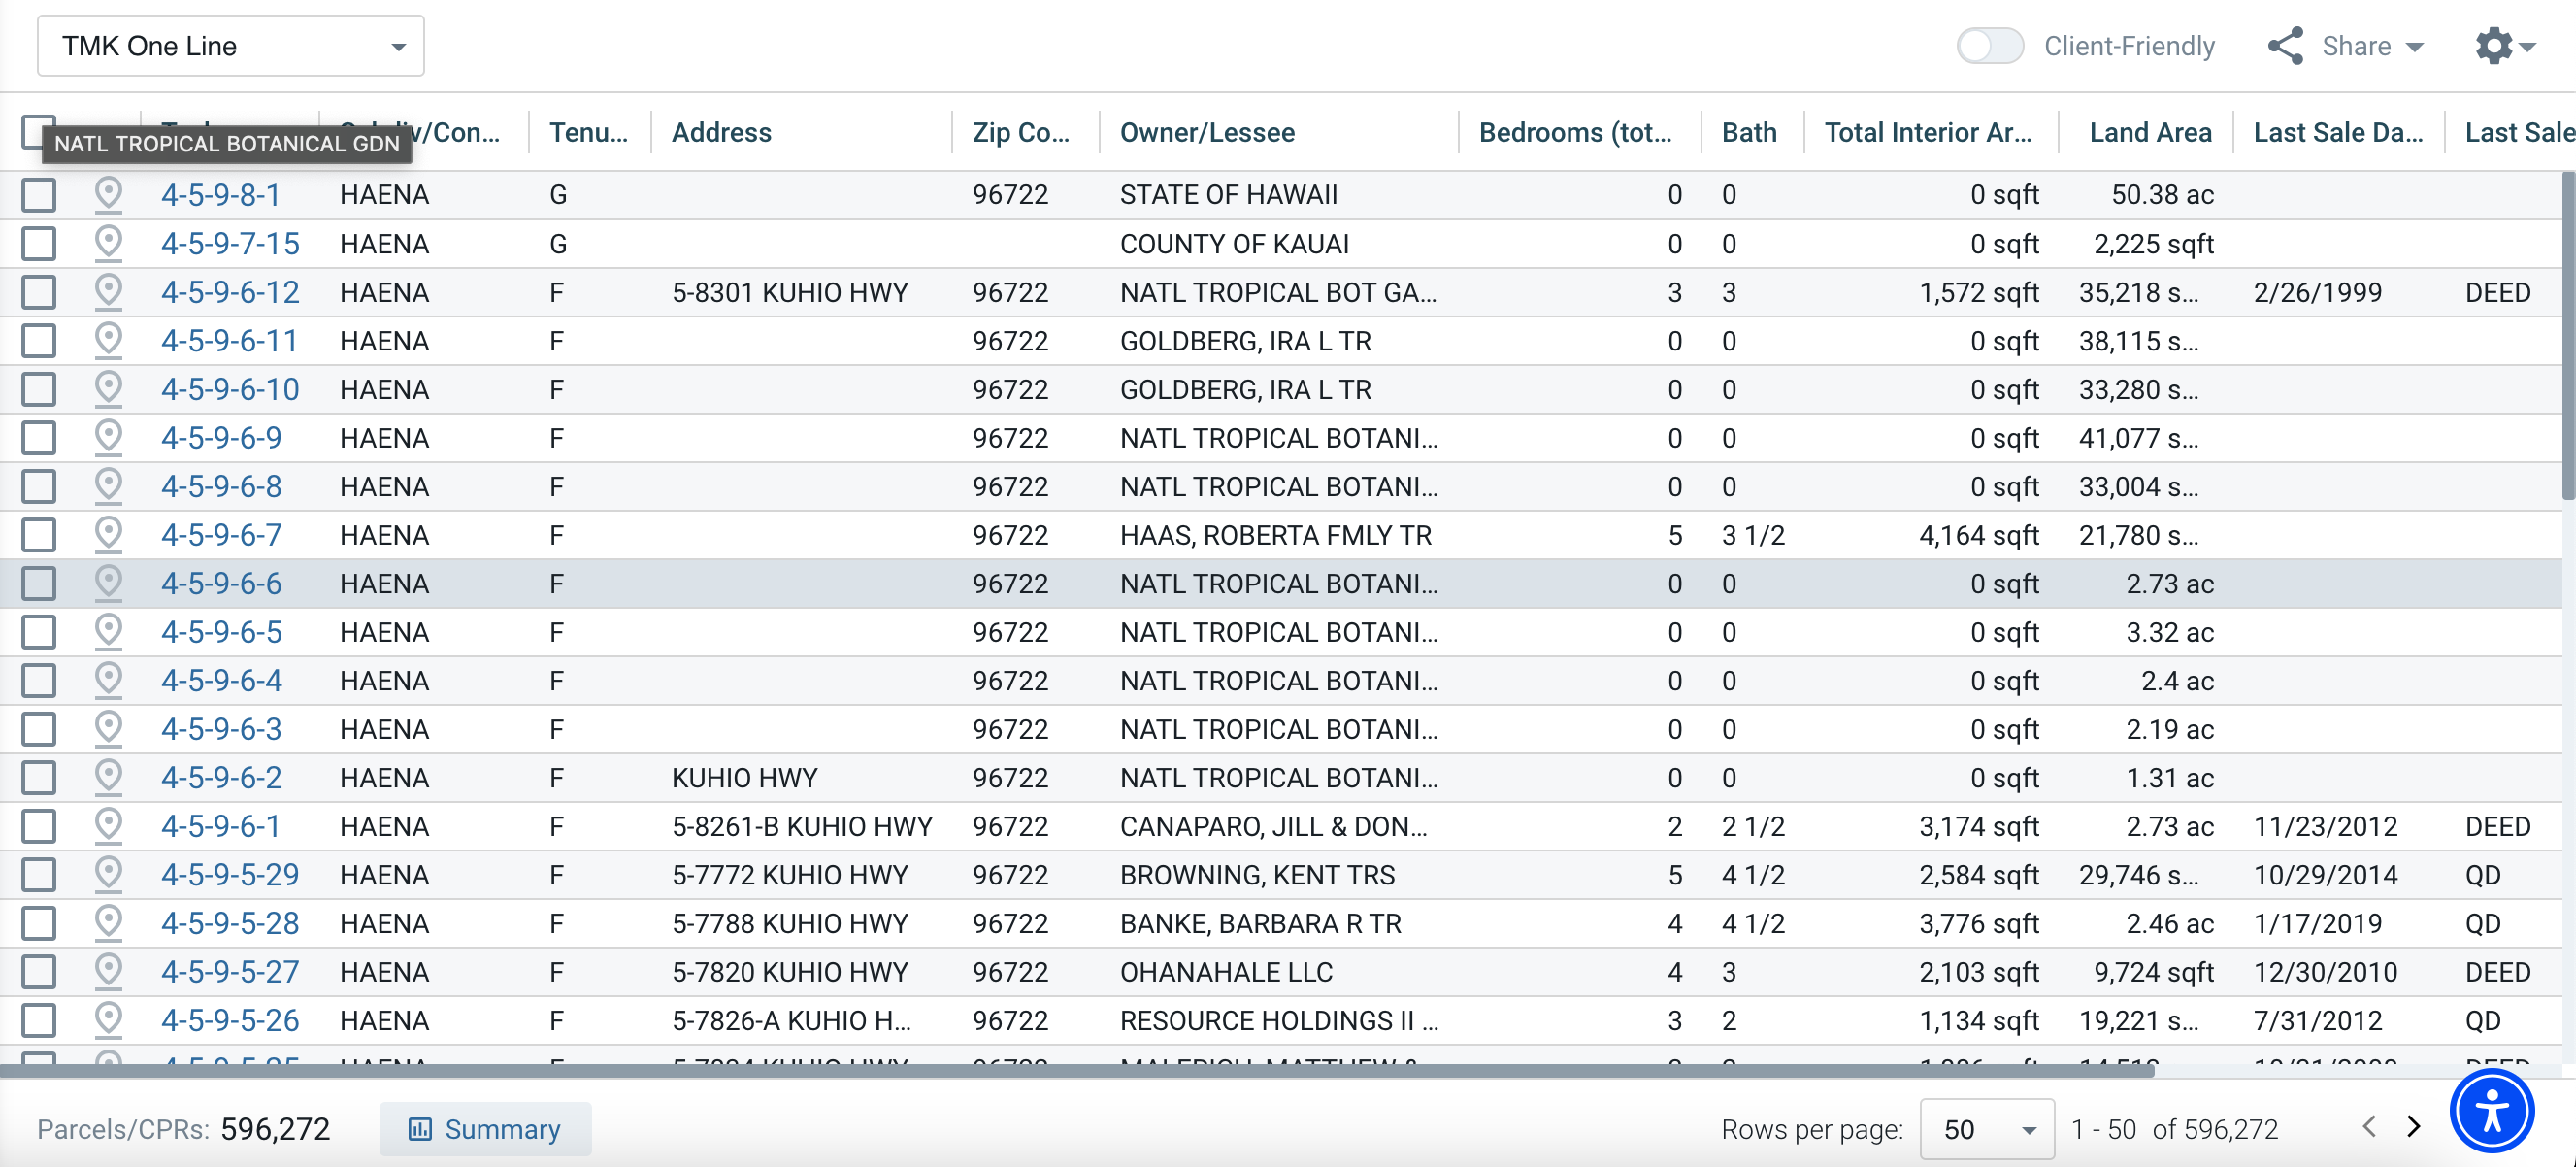 TMK One Line Client-Friendly Share
NATL TROPICAL BOTANICAL GDN
Tenu... Address Zip Co... Owner/Lessee Bedrooms (tot... Bath Total Interior Ar... Land Area Last Sale Da... Last Sale
4-5-9-8-1 HAENA G 96722 STATE OF HAWAII 0 0 0 sqft 50.38 ac
4-5-9-7-15 HAENA G COUNTY OF KAUAI 0 0 0 sqft 2,225 sqft
4-5-9-6-12 HAENA F 5-8301 KUHIO HWY 96722 NATL TROPICAL BOT GA... 3 3 1,572 sqft 35,218 s... 2/26/1999 DEED
4-5-9-6-11 HAENA F 96722 GOLDBERG, IRA L TR 0 0 0 sqft 38,115 s...
4-5-9-6-10 HAENA F 96722 GOLDBERG, IRA L TR 0 0 0 sqft 33,280 s...
4-5-9-6-9 HAENA F 96722 NATL TROPICAL BOTANI... 0 0 0 sqft 41,077 s...
4-5-9-6-8 HAENA F 96722 NATL TROPICAL BOTANI... 0 0 0 sqft 33,004 s...
4-5-9-6-7 HAENA F 96722 HAAS, ROBERTA FMLY TR 5 3 1/2 4,164 sqft 21,780 s...
4-5-9-6-6 HAENA F 96722 NATL TROPICAL BOTANI... 0 0 0 sqft 2.73 ac
4-5-9-6-5 HAENA F 96722 NATL TROPICAL BOTANI... 0 0 0 sqft 3.32 ac
4-5-9-6-4 HAENA F 96722 NATL TROPICAL BOTANI... 0 0 0 sqft 2.4 ac
4-5-9-6-3 HAENA F 96722 NATL TROPICAL BOTANI... 0 0 0 sqft 2.19 ac
4-5-9-6-2 HAENA F KUHIO HWY 96722 NATL TROPICAL BOTANI... 0 0 0 sqft 1.31 ac
4-5-9-6-1 HAENA F 5-8261-B KUHIO HWY 96722 CANAPARO, JILL & DON... 2 2 1/2 3,174 sqft 2.73 ac 11/23/2012 DEED
4-5-9-5-29 HAENA F 5-7772 KUHIO HWY 96722 BROWNING, KENT TRS 5 4 1/2 2,584 sqft 29,746 s... 10/29/2014 QD
4-5-9-5-28 HAENA F 5-7788 KUHIO HWY 96722 BANKE, BARBARA R TR 4 4 1/2 3,776 sqft 2.46 ac 1/17/2019 QD
4-5-9-5-27 HAENA F 5-7820 KUHIO HWY 96722 OHANAHALE LLC 4 3 2,103 sqft 9,724 sqft 12/30/2010 DEED
4-5-9-5-26 HAENA F 5-7826-A KUHIO H... 96722 RESOURCE HOLDINGS II ... 3 2 1,134 sqft 19,221 s... 7/31/2012 QD
Parcels/CPRs: 596,272 Summary Rows per page: 50 1 - 50 of 596,272